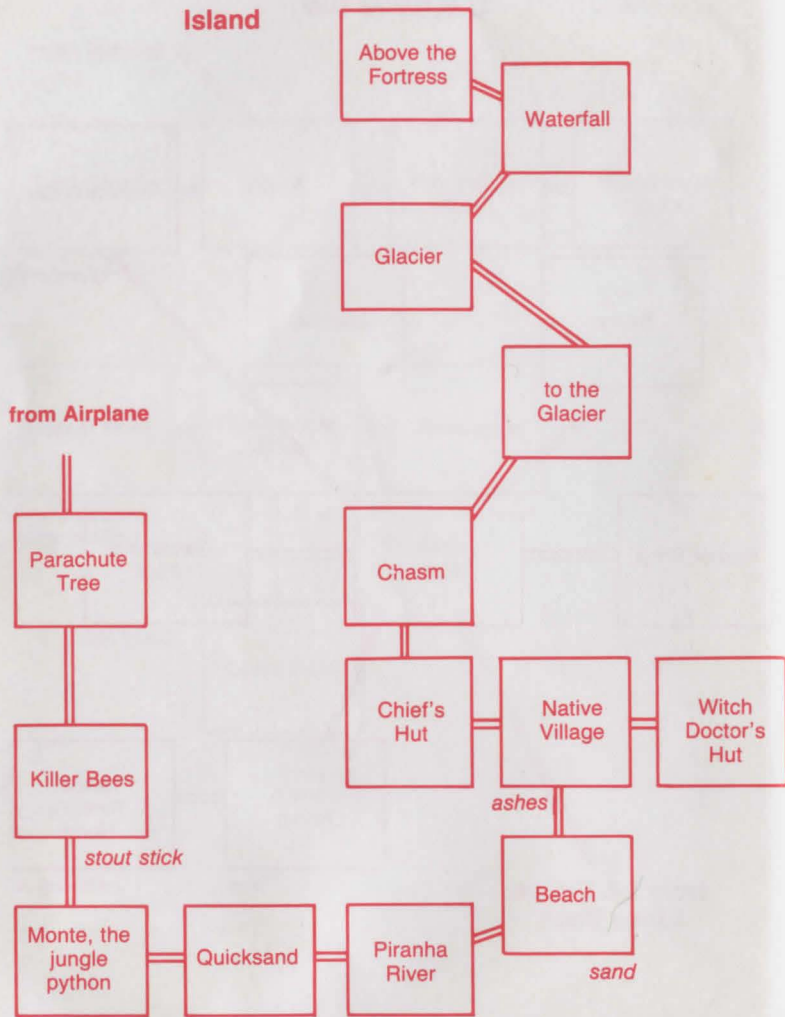 Island
Above the
Fortress
Waterfall
Glacier
to the
Glacier
from Airplane
Parachute
Tree
Chasm
Chief's
Hut
Native
Village
Witch
Doctor's
Hut
Killer Bees
ashes
stout stick
Beach
Monte, the
jungle
python
Quicksand
Piranha
River
sand